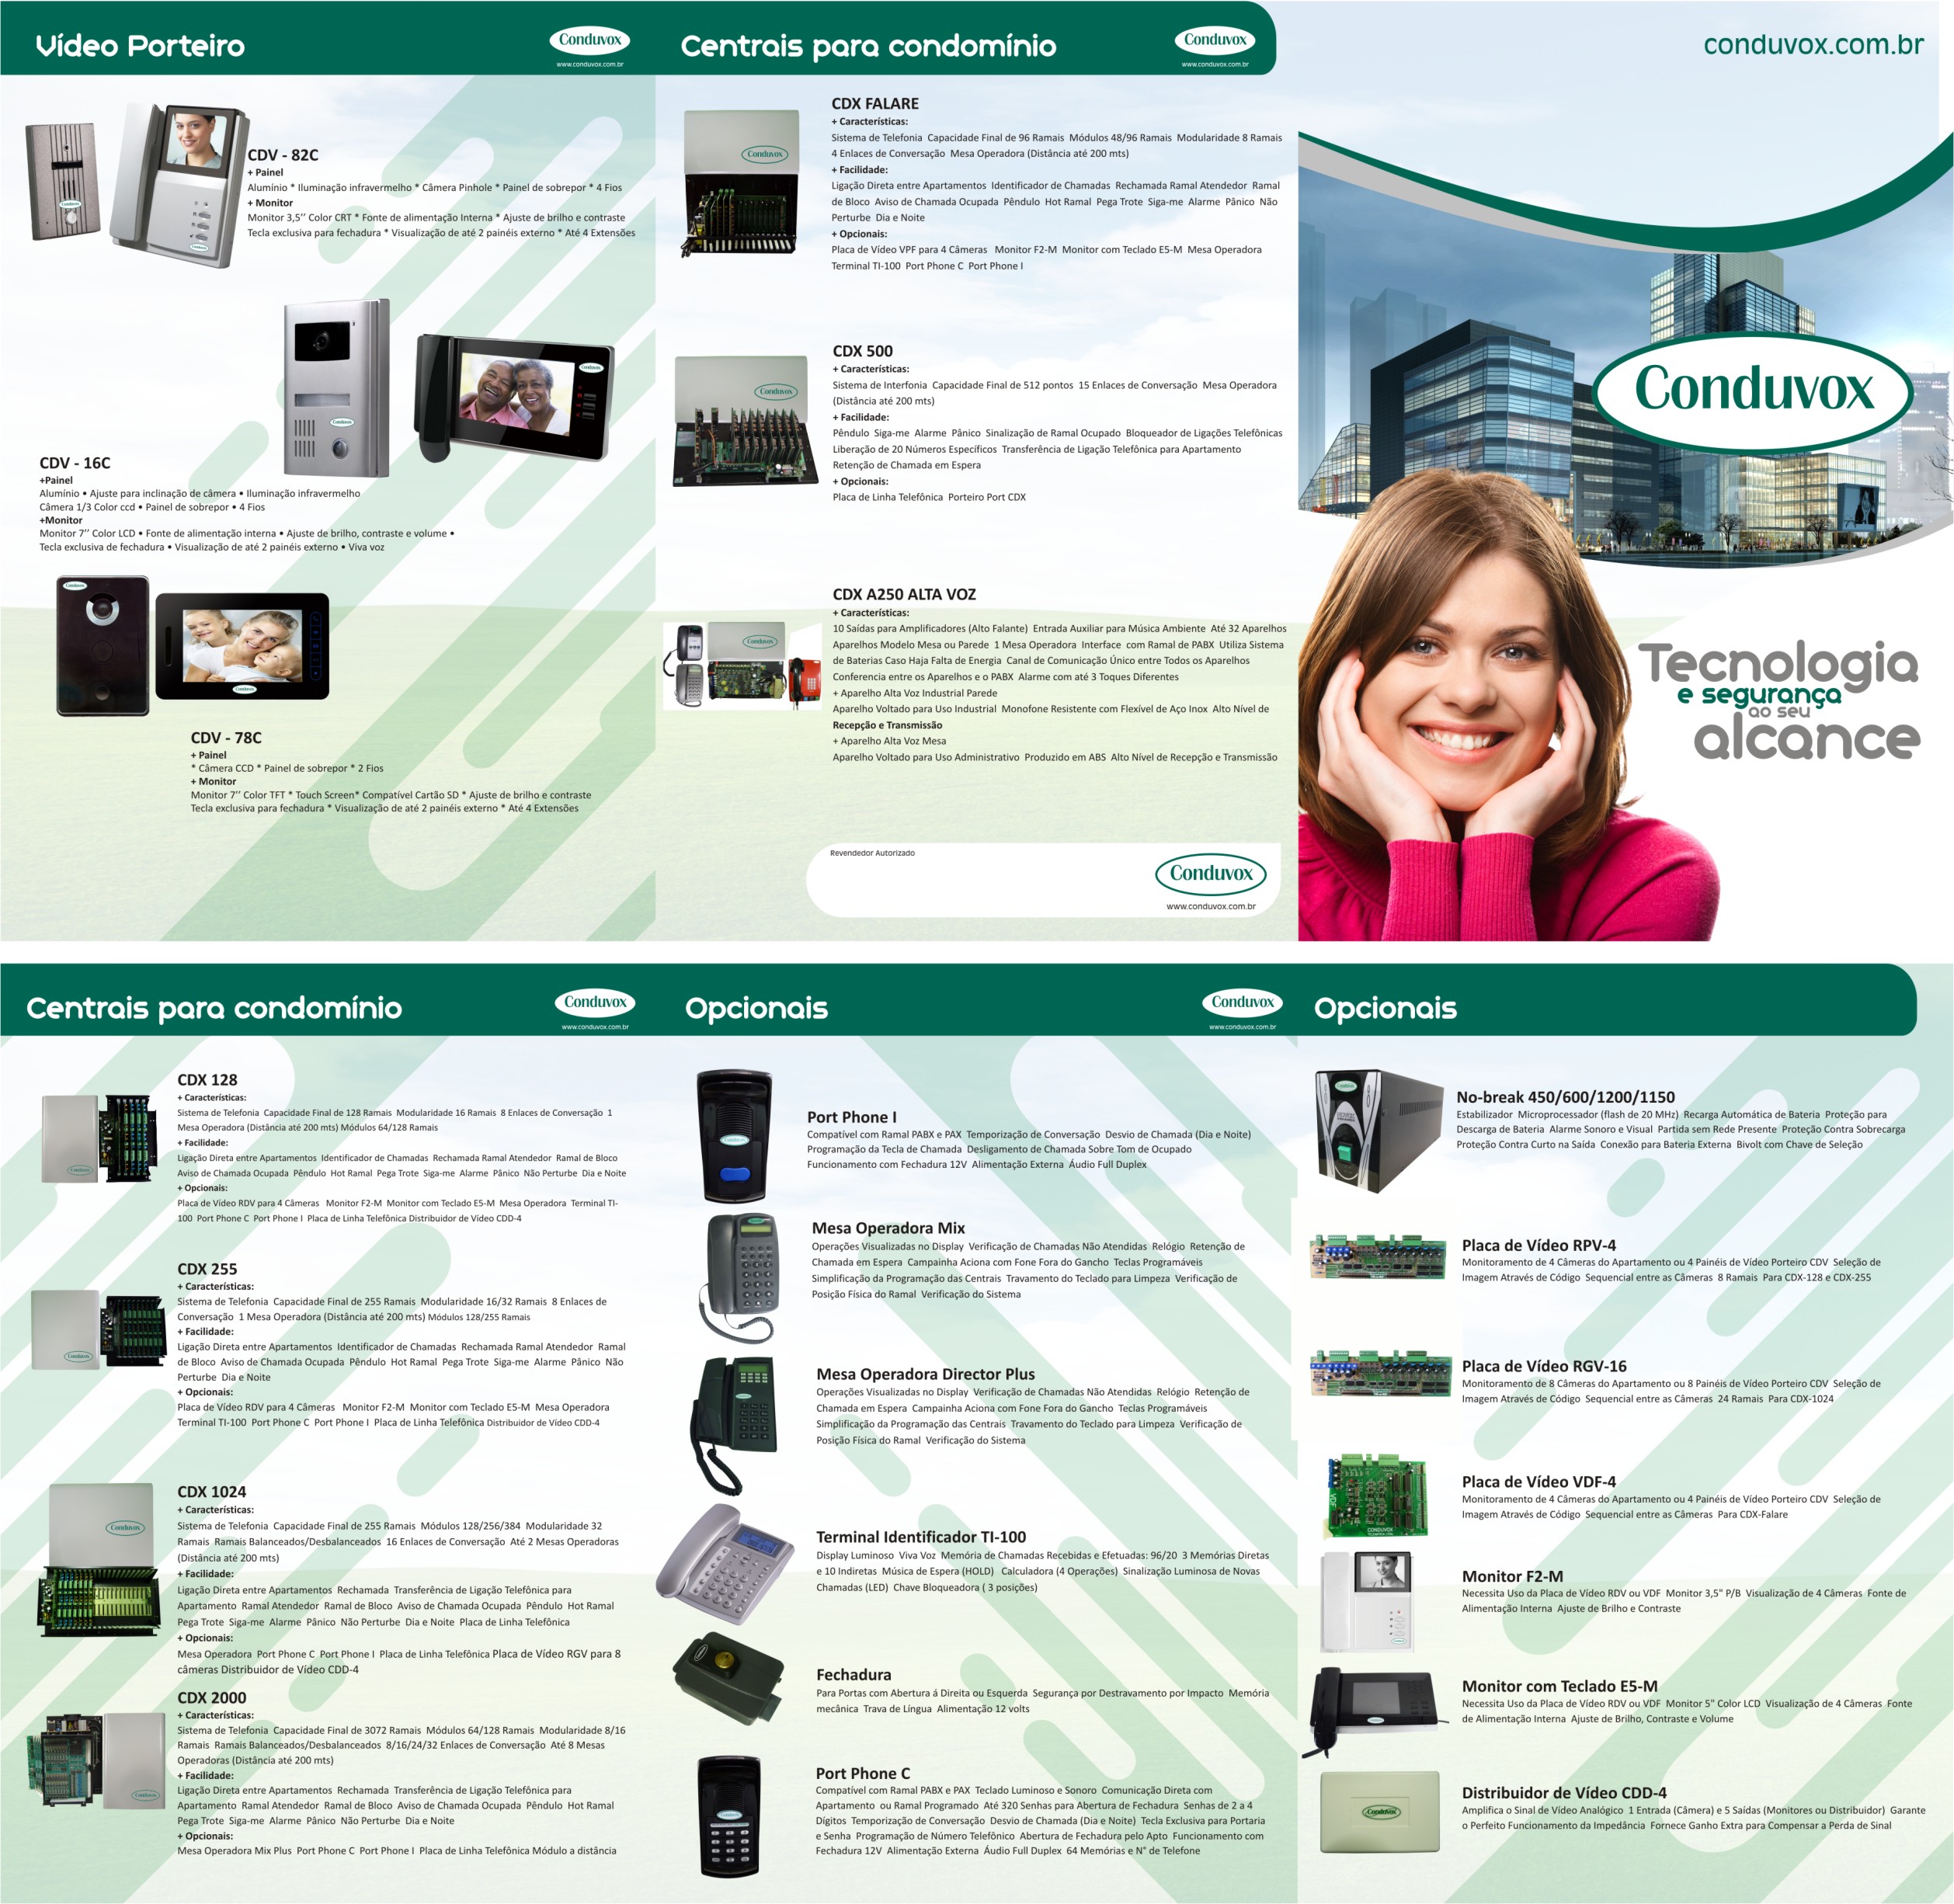 Vídeo Porteiro
Conduvox
www.conduvox.com.br
CDV - 82C
+ Painel
Alumínio * Iluminação infravermelho * Câmera Pinhole * Painel de sobrepor * 4 Fios
+ Monitor
Monitor 3,5’’ Color CRT * Fonte de alimentação Interna * Ajuste de brilho e contraste
Tecla exclusiva para fechadura * Visualização de até 2 painéis externo * Até 4 Extensões
CDV - 16C
+Painel
Alumínio • Ajuste para inclinação de câmera • Iluminação infravermelho
Câmera 1/3 Color ccd • Painel de sobrepor • 4 Fios
+Monitor
Monitor 7’’ Color LCD • Fonte de alimentação interna • Ajuste de brilho, contraste e volume •
Tecla exclusiva de fechadura • Visualização de até 2 painéis externo • Viva voz
CDV - 78C
+ Painel
* Câmera CCD * Painel de sobrepor * 2 Fios
+ Monitor
Monitor 7’’ Color TFT * Touch Screen* Compatível Cartão SD * Ajuste de brilho e contraste
Tecla exclusiva para fechadura * Visualização de até 2 painéis externo * Até 4 Extensões
Centrais para condomínio
Conduvox
www.conduvox.com.br
CDX FALARE
+ Características:
Sistema de Telefonia Capacidade Final de 96 Ramais Módulos 48/96 Ramais Modularidade 8 Ramais
4 Enlaces de Conversação Mesa Operadora (Distância até 200 mts)
+ Facilidade:
Ligação Direta entre Apartamentos Identificador de Chamadas Rechamada Ramal Atendedor Ramal
de Bloco Aviso de Chamada Ocupada Pêndulo Hot Ramal Pega Trote Siga-me Alarme Pânico Não
Perturbe Dia e Noite
+ Opcionais:
Placa de Vídeo VPF para 4 Câmeras Monitor F2-M Monitor com Teclado E5-M Mesa Operadora
Terminal TI-100 Port Phone C Port Phone I
CDX 500
+ Características:
Sistema de Interfonia Capacidade Final de 512 pontos 15 Enlaces de Conversação Mesa Operadora
(Distância até 200 mts)
+ Facilidade:
Pêndulo Siga-me Alarme Pânico Sinalização de Ramal Ocupado Bloqueador de Ligações Telefônicas
Liberação de 20 Números Específicos Transferência de Ligação Telefônica para Apartamento
Retenção de Chamada em Espera
+ Opcionais:
Placa de Linha Telefônica Porteiro Port CDX
CDX A250 ALTA VOZ
+ Características:
10 Saídas para Amplificadores (Alto Falante) Entrada Auxiliar para Música Ambiente Até 32 Aparelhos
Aparelhos Modelo Mesa ou Parede 1 Mesa Operadora Interface com Ramal de PABX Utiliza Sistema
de Baterias Caso Haja Falta de Energia Canal de Comunicação Único entre Todos os Aparelhos
Conferencia entre os Aparelhos e o PABX Alarme com até 3 Toques Diferentes
+ Aparelho Alta Voz Industrial Parede
Aparelho Voltado para Uso Industrial Monofone Resistente com Flexível de Aço Inox Alto Nível de
Recepção e Transmissão
+ Aparelho Alta Voz Mesa
Aparelho Voltado para Uso Administrativo Produzido em ABS Alto Nível de Recepção e Transmissão
Revendedor Autorizado
Conduvox
www.conduvox.com.br
conduvox.com.br
Conduvox
Tecnologia
e segurança
ao seu
alcance
Centrais para condomínio
Conduvox
www.conduvox.com.br
CDX 128
+ Características:
Sistema de Telefonia Capacidade Final de 128 Ramais Modularidade 16 Ramais 8 Enlaces de Conversação 1
Mesa Operadora (Distância até 200 mts) Módulos 64/128 Ramais
+ Facilidade:
Ligação Direta entre Apartamentos Identificador de Chamadas Rechamada Ramal Atendedor Ramal de Bloco
Aviso de Chamada Ocupada Pêndulo Hot Ramal Pega Trote Siga-me Alarme Pânico Não Perturbe Dia e Noite
+ Opcionais:
Placa de Vídeo RDV para 4 Câmeras Monitor F2-M Monitor com Teclado E5-M Mesa Operadora Terminal TI-
100 Port Phone C Port Phone I Placa de Linha Telefônica Distribuidor de Vídeo CDD-4
CDX 255
+ Características:
Sistema de Telefonia Capacidade Final de 255 Ramais Modularidade 16/32 Ramais 8 Enlaces de
Conversação 1 Mesa Operadora (Distância até 200 mts) Módulos 128/255 Ramais
+ Facilidade:
Ligação Direta entre Apartamentos Identificador de Chamadas Rechamada Ramal Atendedor Ramal
de Bloco Aviso de Chamada Ocupada Pêndulo Hot Ramal Pega Trote Siga-me Alarme Pânico Não
Perturbe Dia e Noite
+ Opcionais:
Placa de Vídeo RDV para 4 Câmeras Monitor F2-M Monitor com Teclado E5-M Mesa Operadora
Terminal TI-100 Port Phone C Port Phone I Placa de Linha Telefônica Distribuidor de Vídeo CDD-4
CDX 1024
+ Características:
Sistema de Telefonia Capacidade Final de 255 Ramais Módulos 128/256/384 Modularidade 32
Ramais Ramais Balanceados/Desbalanceados 16 Enlaces de Conversação Até 2 Mesas Operadoras
(Distância até 200 mts)
+ Facilidade:
Ligação Direta entre Apartamentos Rechamada Transferência de Ligação Telefônica para
Apartamento Ramal Atendedor Ramal de Bloco Aviso de Chamada Ocupada Pêndulo Hot Ramal
Pega Trote Siga-me Alarme Pânico Não Perturbe Dia e Noite Placa de Linha Telefônica
+ Opcionais:
Mesa Operadora Port Phone C Port Phone I Placa de Linha Telefônica Placa de Vídeo RGV para 8
câmeras Distribuidor de Vídeo CDD-4
CDX 2000
+ Características:
Sistema de Telefonia Capacidade Final de 3072 Ramais Módulos 64/128 Ramais Modularidade 8/16
Ramais Ramais Balanceados/Desbalanceados 8/16/24/32 Enlaces de Conversação Até 8 Mesas
Operadoras (Distância até 200 mts)
+ Facilidade:
Ligação Direta entre Apartamentos Rechamada Transferência de Ligação Telefônica para
Apartamento Ramal Atendedor Ramal de Bloco Aviso de Chamada Ocupada Pêndulo Hot Ramal
Pega Trote Siga-me Alarme Pânico Não Perturbe Dia e Noite
+ Opcionais:
Mesa Operadora Mix Plus Port Phone C Port Phone I Placa de Linha Telefônica Módulo a distância
Opcionais
Conduvox
www.conduvox.com.br
Port Phone I
Compatível com Ramal PABX e PAX Temporização de Conversação Desvio de Chamada (Dia e Noite)
Programação da Tecla de Chamada Desligamento de Chamada Sobre Tom de Ocupado
Funcionamento com Fechadura 12V Alimentação Externa Áudio Full Duplex
Mesa Operadora Mix
Operações Visualizadas no Display Verificação de Chamadas Não Atendidas Relógio Retenção de
Chamada em Espera Campainha Aciona com Fone Fora do Gancho Teclas Programáveis
Simplificação da Programação das Centrais Travamento do Teclado para Limpeza Verificação de
Posição Física do Ramal Verificação do Sistema
Mesa Operadora Director Plus
Operações Visualizadas no Display Verificação de Chamadas Não Atendidas Relógio Retenção de
Chamada em Espera Campainha Aciona com Fone Fora do Gancho Teclas Programáveis
Simplificação da Programação das Centrais Travamento do Teclado para Limpeza Verificação de
Posição Física do Ramal Verificação do Sistema
Terminal Identificador TI-100
Display Luminoso Viva Voz Memória de Chamadas Recebidas e Efetuadas: 96/20 3 Memórias Diretas
e 10 Indiretas Música de Espera (HOLD) Calculadora (4 Operações) Sinalização Luminosa de Novas
Chamadas (LED) Chave Bloqueadora ( 3 posições)
Fechadura
Para Portas com Abertura á Direita ou Esquerda Segurança por Destravamento por Impacto Memória
mecânica Trava de Língua Alimentação 12 volts
Port Phone C
Compatível com Ramal PABX e PAX Teclado Luminoso e Sonoro Comunicação Direta com
Apartamento ou Ramal Programado Até 320 Senhas para Abertura de Fechadura Senhas de 2 a 4
Dígitos Temporização de Conversação Desvio de Chamada (Dia e Noite) Tecla Exclusiva para Portaria
e Senha Programação de Número Telefônico Abertura de Fechadura pelo Apto Funcionamento com
Fechadura 12V Alimentação Externa Áudio Full Duplex 64 Memórias e N° de Telefone
Opcionais
No-break 450/600/1200/1150
Estabilizador Microprocessador (flash de 20 MHz) Recarga Automática de Bateria Proteção para
Descarga de Bateria Alarme Sonoro e Visual Partida sem Rede Presente Proteção Contra Sobrecarga
Proteção Contra Curto na Saída Conexão para Bateria Externa Bivolt com Chave de Seleção
Placa de Vídeo RPV-4
Monitoramento de 4 Câmeras do Apartamento ou 4 Painéis de Vídeo Porteiro CDV Seleção de
Imagem Através de Código Sequencial entre as Câmeras 8 Ramais Para CDX-128 e CDX-255
Placa de Vídeo RGV-16
Monitoramento de 8 Câmeras do Apartamento ou 8 Painéis de Vídeo Porteiro CDV Seleção de
Imagem Através de Código Sequencial entre as Câmeras 24 Ramais Para CDX-1024
Placa de Vídeo VDF-4
Monitoramento de 4 Câmeras do Apartamento ou 4 Painéis de Vídeo Porteiro CDV Seleção de
Imagem Através de Código Sequencial entre as Câmeras Para CDX-Falare
Monitor F2-M
Necessita Uso da Placa de Vídeo RDV ou VDF Monitor 3,5" P/B Visualização de 4 Câmeras Fonte de
Alimentação Interna Ajuste de Brilho e Contraste
Monitor com Teclado E5-M
Necessita Uso da Placa de Vídeo RDV ou VDF Monitor 5" Color LCD Visualização de 4 Câmeras Fonte
de Alimentação Interna Ajuste de Brilho, Contraste e Volume
Distribuidor de Vídeo CDD-4
Amplifica o Sinal de Vídeo Analógico 1 Entrada (Câmera) e 5 Saídas (Monitores ou Distribuidor) Garante
o Perfeito Funcionamento da Impedância Fornece Ganho Extra para Compensar a Perda de Sinal